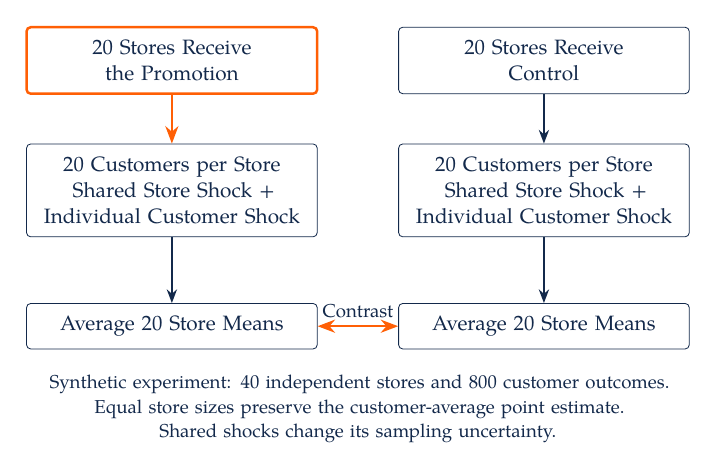 20 Stores Receive
the Promotion
20 Stores Receive
Control
20 Customers per Store
Shared Store Shock +
Individual Customer Shock
20 Customers per Store
Shared Store Shock +
Individual Customer Shock
Average 20 Store Means
Contrast
Average 20 Store Means
Synthetic experiment: 40 independent stores and 800 customer outcomes.
Equal store sizes preserve the customer-average point estimate.
Shared shocks change its sampling uncertainty.